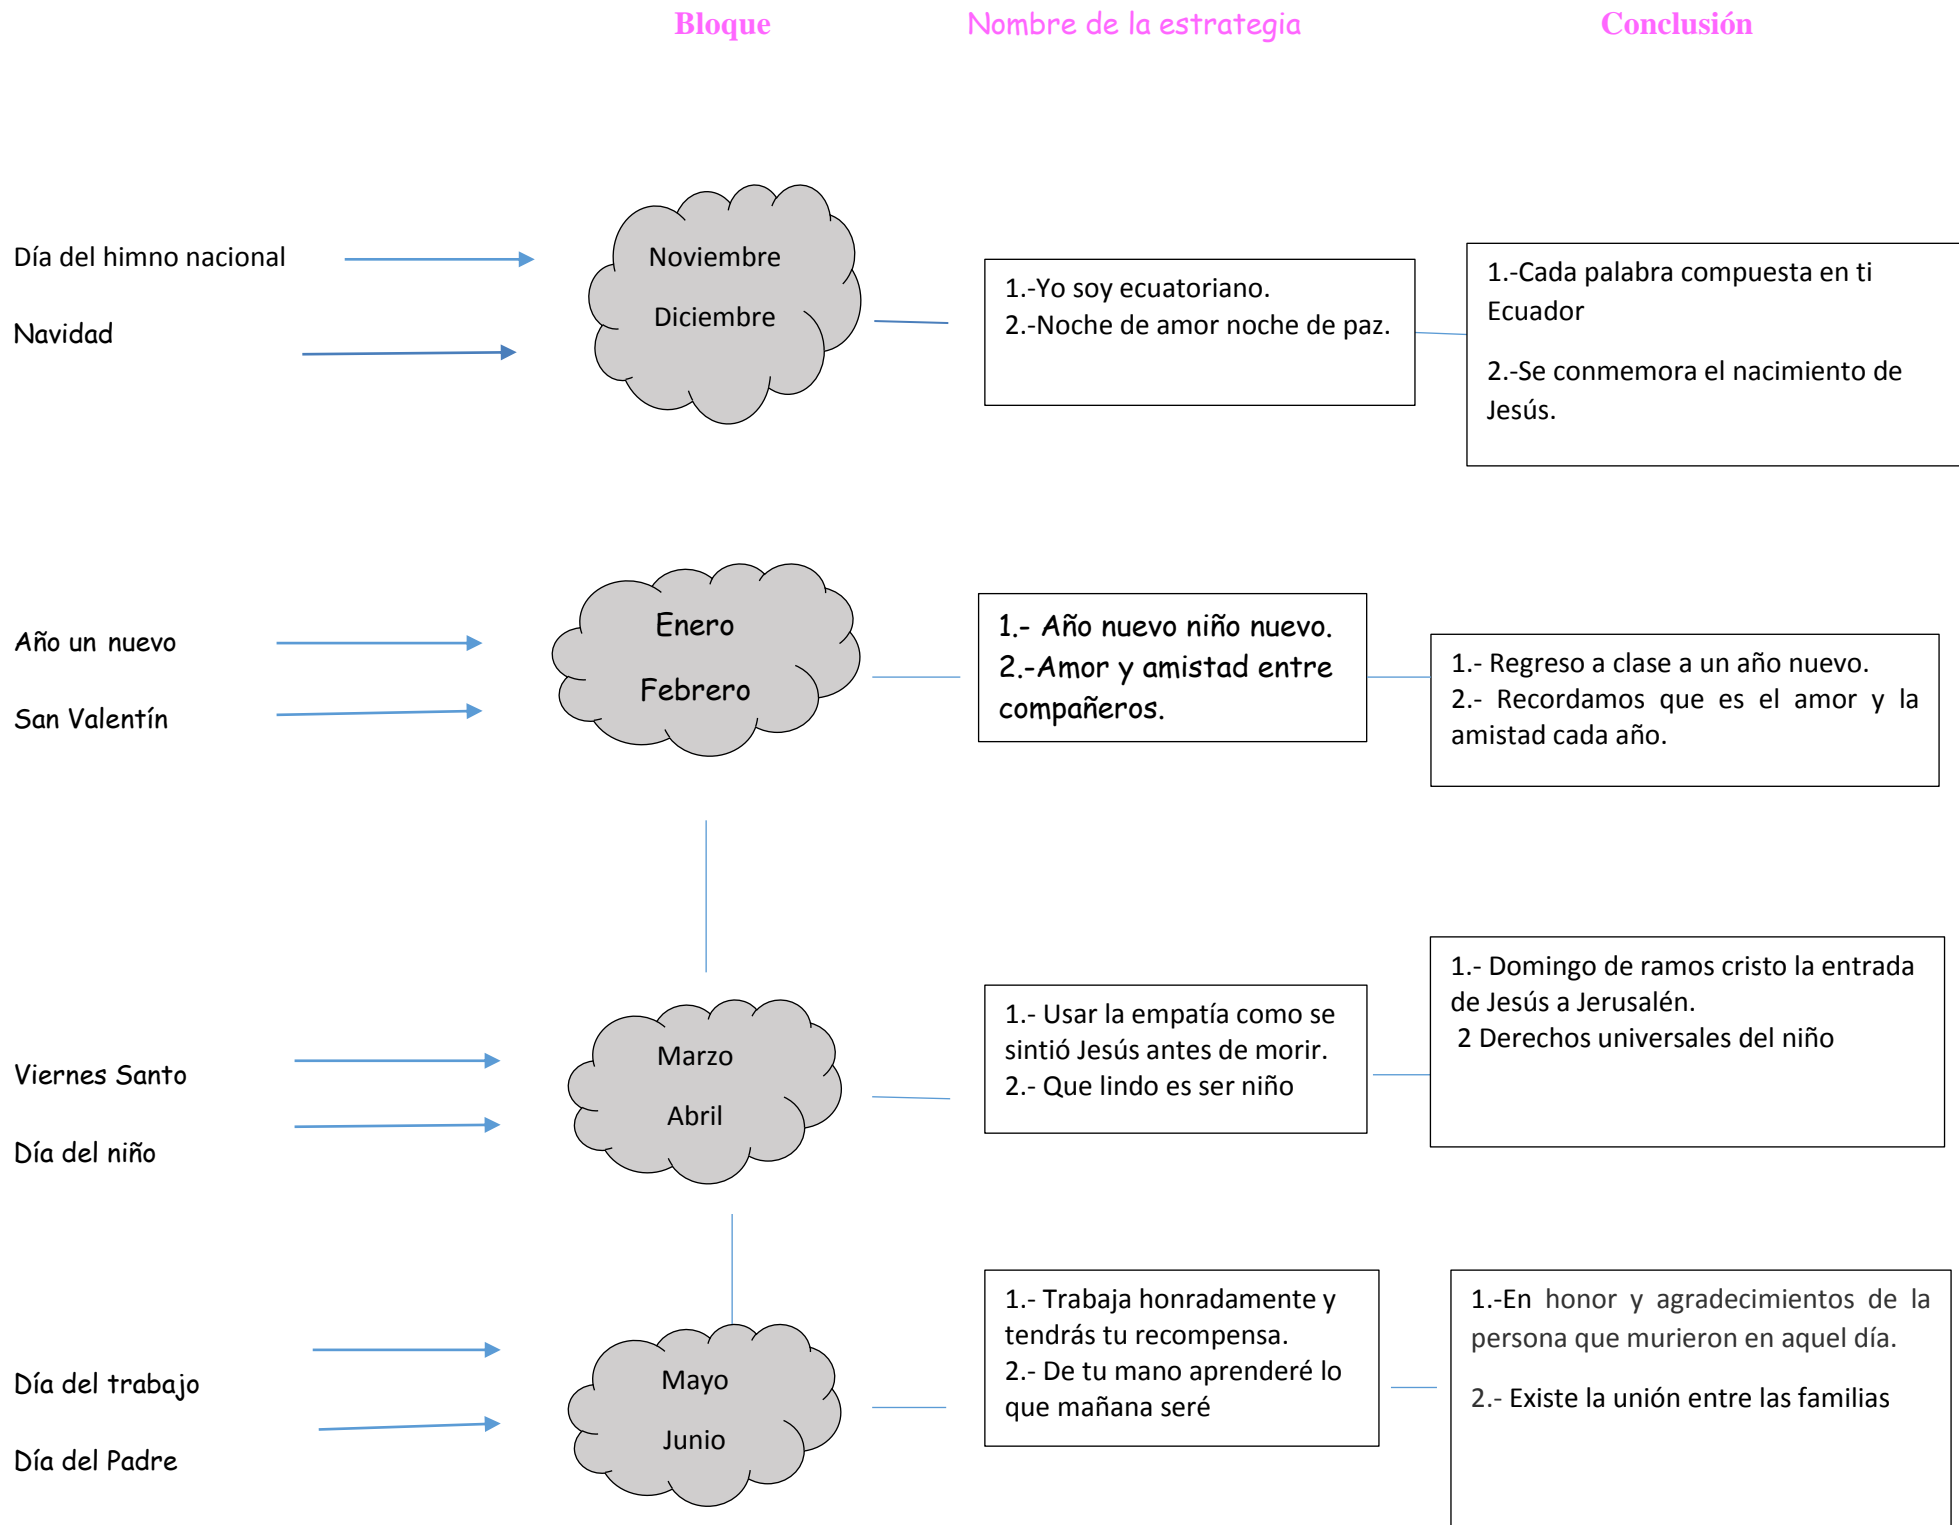 Bloque Nombre de la estrategia Conclusión
Día del himno nacional
Navidad
Noviembre
Diciembre
1.-Yo soy ecuatoriano.
2.-Noche de amor noche de paz.
1.-Cada palabra compuesta en ti
Ecuador
2.-Se conmemora el nacimiento de
Jesús.
Año un nuevo
San Valentín
Enero
Febrero
1.- Año nuevo niño nuevo.
2.-Amor y amistad entre
compañeros.
1.- Regreso a clase a un año nuevo.
2.- Recordamos que es el amor y la
amistad cada año.
Viernes Santo
Día del niño
Marzo
Abril
1.- Usar la empatía como se
sintió Jesús antes de morir.
2.- Que lindo es ser niño
1.- Domingo de ramos cristo la entrada
de Jesús a Jerusalén.
2 Derechos universales del niño
Día del trabajo
Día del Padre
Mayo
Junio
1.- Trabaja honradamente y
tendrás tu recompensa.
2.- De tu mano aprenderé lo
que mañana seré
1.-En honor y agradecimientos de la
persona que murieron en aquel día.
2.- Existe la unión entre las familias